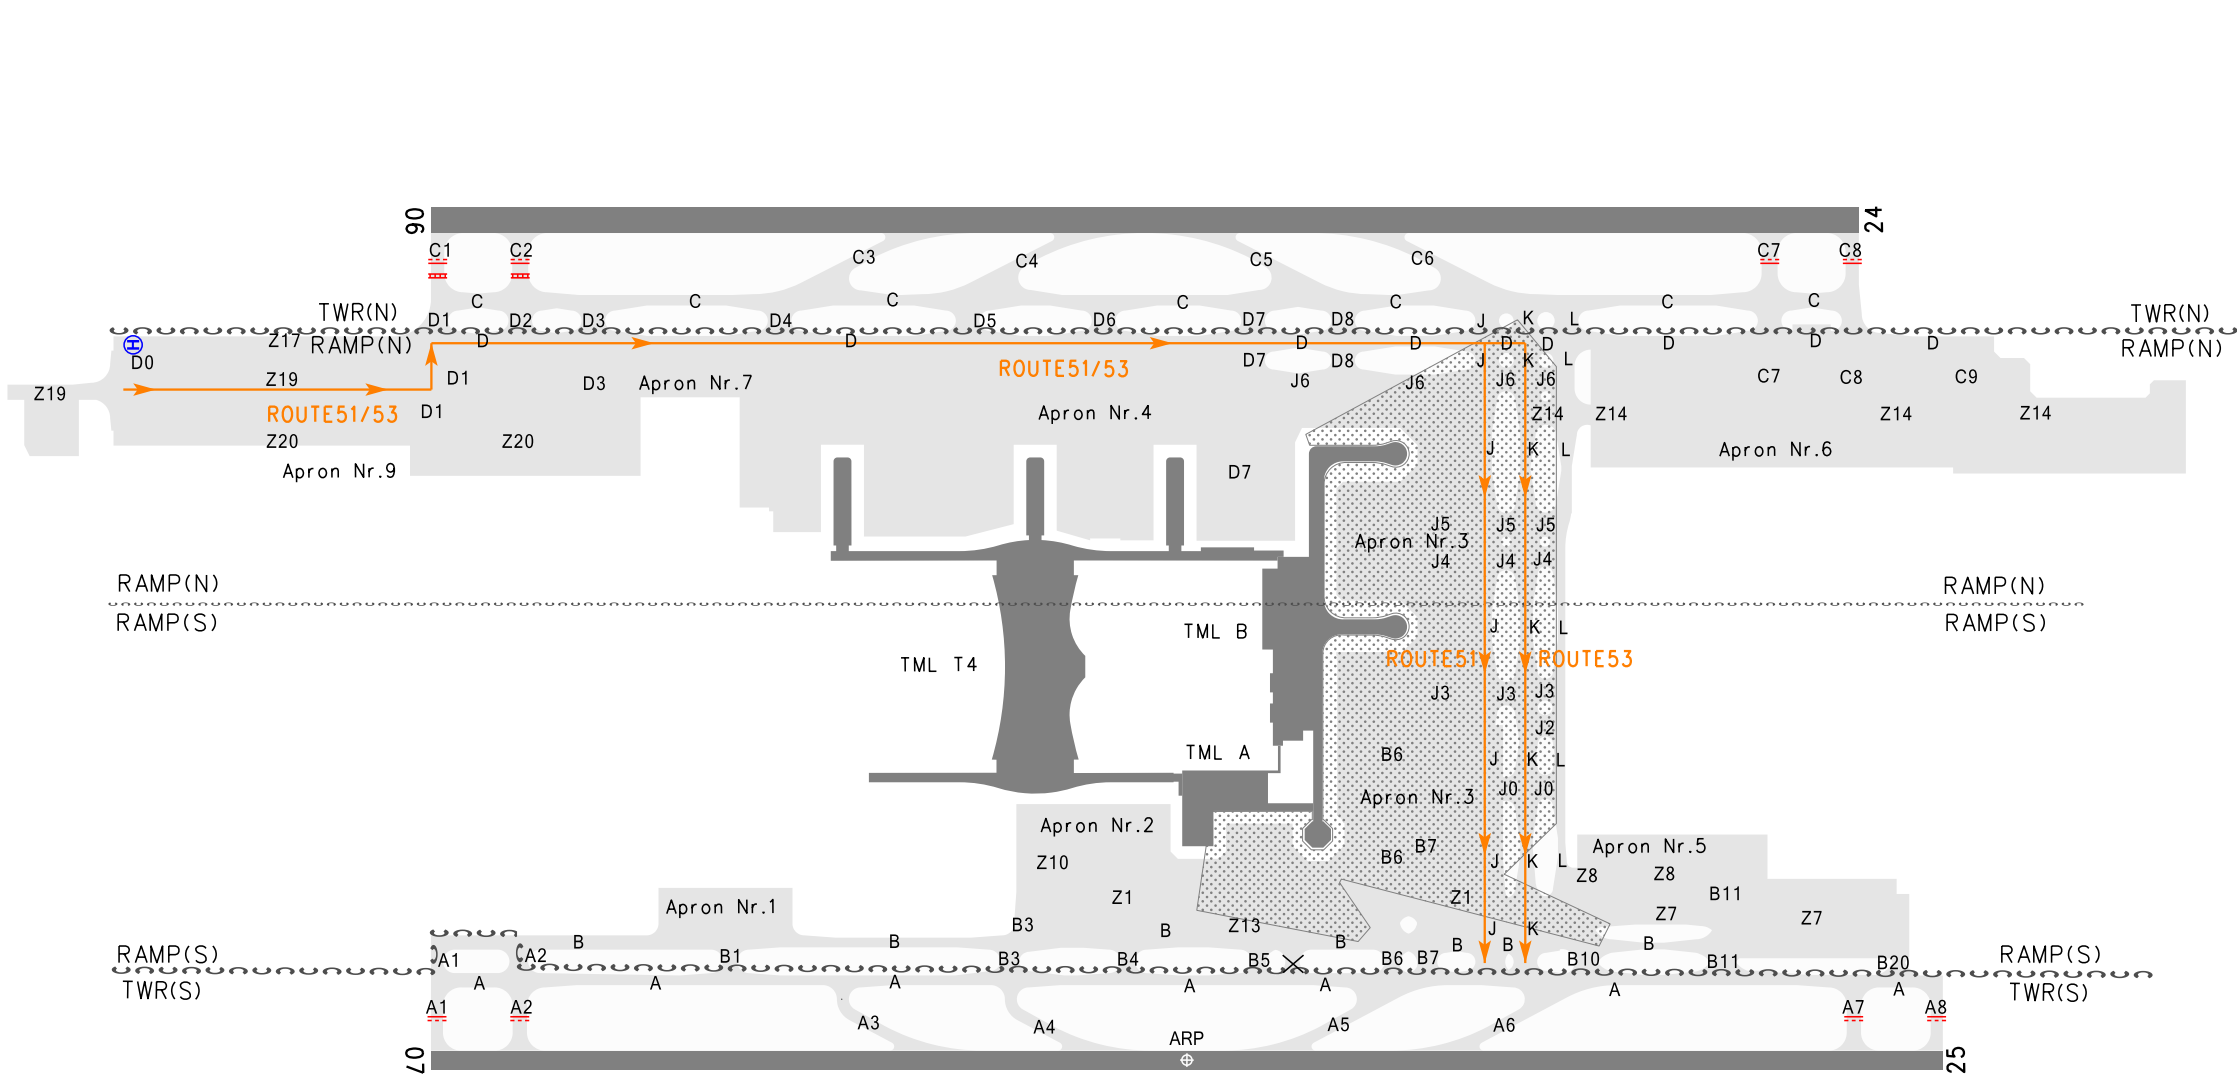 06
24
C1 C2 C3 C4 C5 C6 C7 C8
C C C C C C C
TWR(N) D1 D2 D3 D4 D5 D6 D7 D8 J K L TWR(N)
Z17 RAMP(N) D D D D D D D D D RAMP(N)
H
D0 D7 D8 J K L
ROUTE51/53
Z19 Z19 D1 D3 Apron Nr.7 J6 J6 J6 J6 C7 C8 C9
ROUTE51/53 D1 Apron Nr.4 Z14 Z14 Z14 Z14
Z20 Z20 J K L Apron Nr.6
Apron Nr.9 D7
J5 J5 J5
Apron Nr.3
J4 J4 J4
RAMP(N) RAMP(N)
RAMP(S) RAMP(S)
TML B J K L
TML T4 ROUTE51 ROUTE53
J3 J3 J3
J2
TML A B6 J K L
Apron Nr.3 J0 J0
Apron Nr.2 B7 Apron Nr.5
Z10 B6 J K L Z8 Z8
Z1 Z1 B11
Apron Nr.1 Z7 Z7
B3 B Z13 J K
B B B B B B
RAMP(S) A1 A2 B1 B3 B4 B5 B6 B7 B10 B11 B20 RAMP(S)
TWR(S) A A A A A A A TWR(S)
A1 A2 A3 A4 A5 A6 A7 A8
ARP
07
25